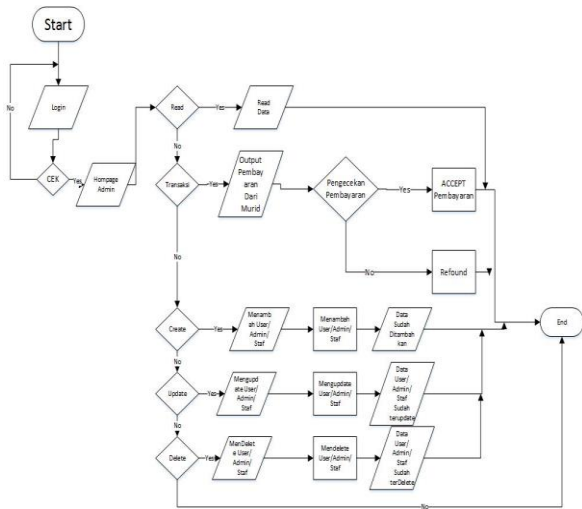 Start
No
Login
CEK
Yes
Hompage
Admin
Read
Yes
Read
Data
No
Transaksi
Yes
Output
Pembay
aran
Dari
Murid
Pengecekan
Pembayaran
Yes
ACCEPT
Pembayaran
No
Refound
No
Create
Yes
Menamb
ah User/
Admin/
Staf
Menambah
User/Admin/
Staf
Data
Sudah
Ditambah
kan
End
No
Update
Yes
Mengupd
ate User/
Admin/
Staf
Mengupdate
User/Admin/
Staf
Data
User/
Admin/
Staf
Sudah
terupdate
No
Delete
Yes
MenDelet
e User/
Admin/
Staf
Mendelete
User/Admin/
Staf
Data
User/
Admin/
Staf
Sudah
terDelete
No